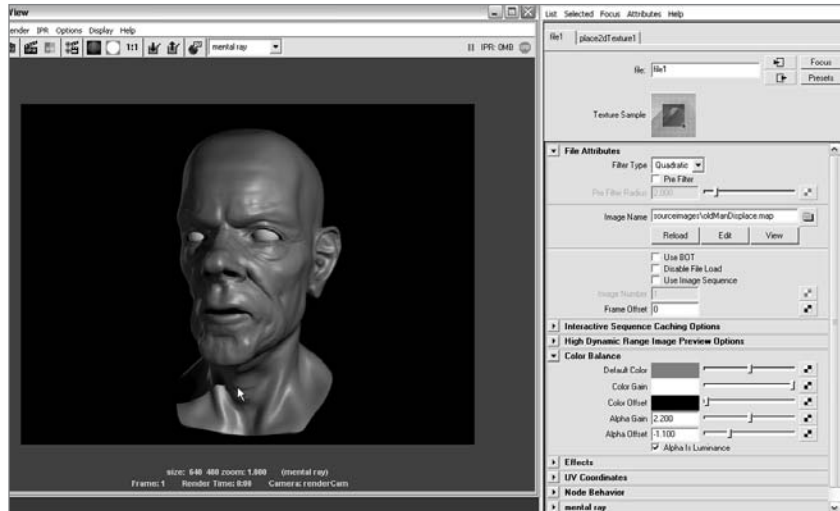 View
ender IPR Options Display Help
1:1 mental ray IPR: 0MB
size: 640 480 zoom: 1.000 (mental ray)
Frame: 1 Render Time: 0:08 Camera: renderCam
List Selected Focus Attributes Help
file1 place2dTexture1
file: file1
Focus
Presets
Texture Sample
File Attributes
Filter Type Quadratic
Pre Filter
Pre Filter Radius 2.000
Image Name sourceimages\oldManDisplace.map
Reload Edit View
Use BOT
Disable File Load
Use Image Sequence
Image Number 1
Frame Offset 0
Interactive Sequence Caching Options
High Dynamic Range Image Preview Options
Color Balance
Default Color
Color Gain
Color Offset
Alpha Gain 2.200
Alpha Offset -1.100
Alpha Is Luminance
Effects
UV Coordinates
Node Behavior
mental ray